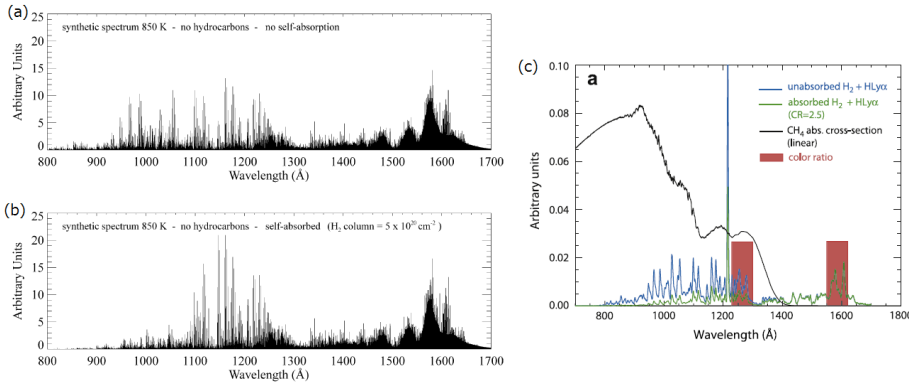 (a)
synthetic spectrum 850 K - no hydrocarbons - no self-absorption
Arbitrary Units
25
20
15
10
5
0
800 900 1000 1100 1200 1300 1400 1500 1600 1700
Wavelength (Å)
(b)
synthetic spectrum 850 K - no hydrocarbons - self-absorbed (H₂ column = 5 x 10²⁰ cm⁻²)
Arbitrary Units
25
20
15
10
5
0
800 900 1000 1100 1200 1300 1400 1500 1600 1700
Wavelength (Å)
(c)
a
unabsorbed H₂ + HLyα
absorbed H₂ + HLyα
(CR=2.5)
CH₄ abs. cross-section
(linear)
color ratio
Arbitrary units
0.10
0.08
0.06
0.04
0.02
0.00
800 1000 1200 1400 1600 1800
Wavelength (Å)